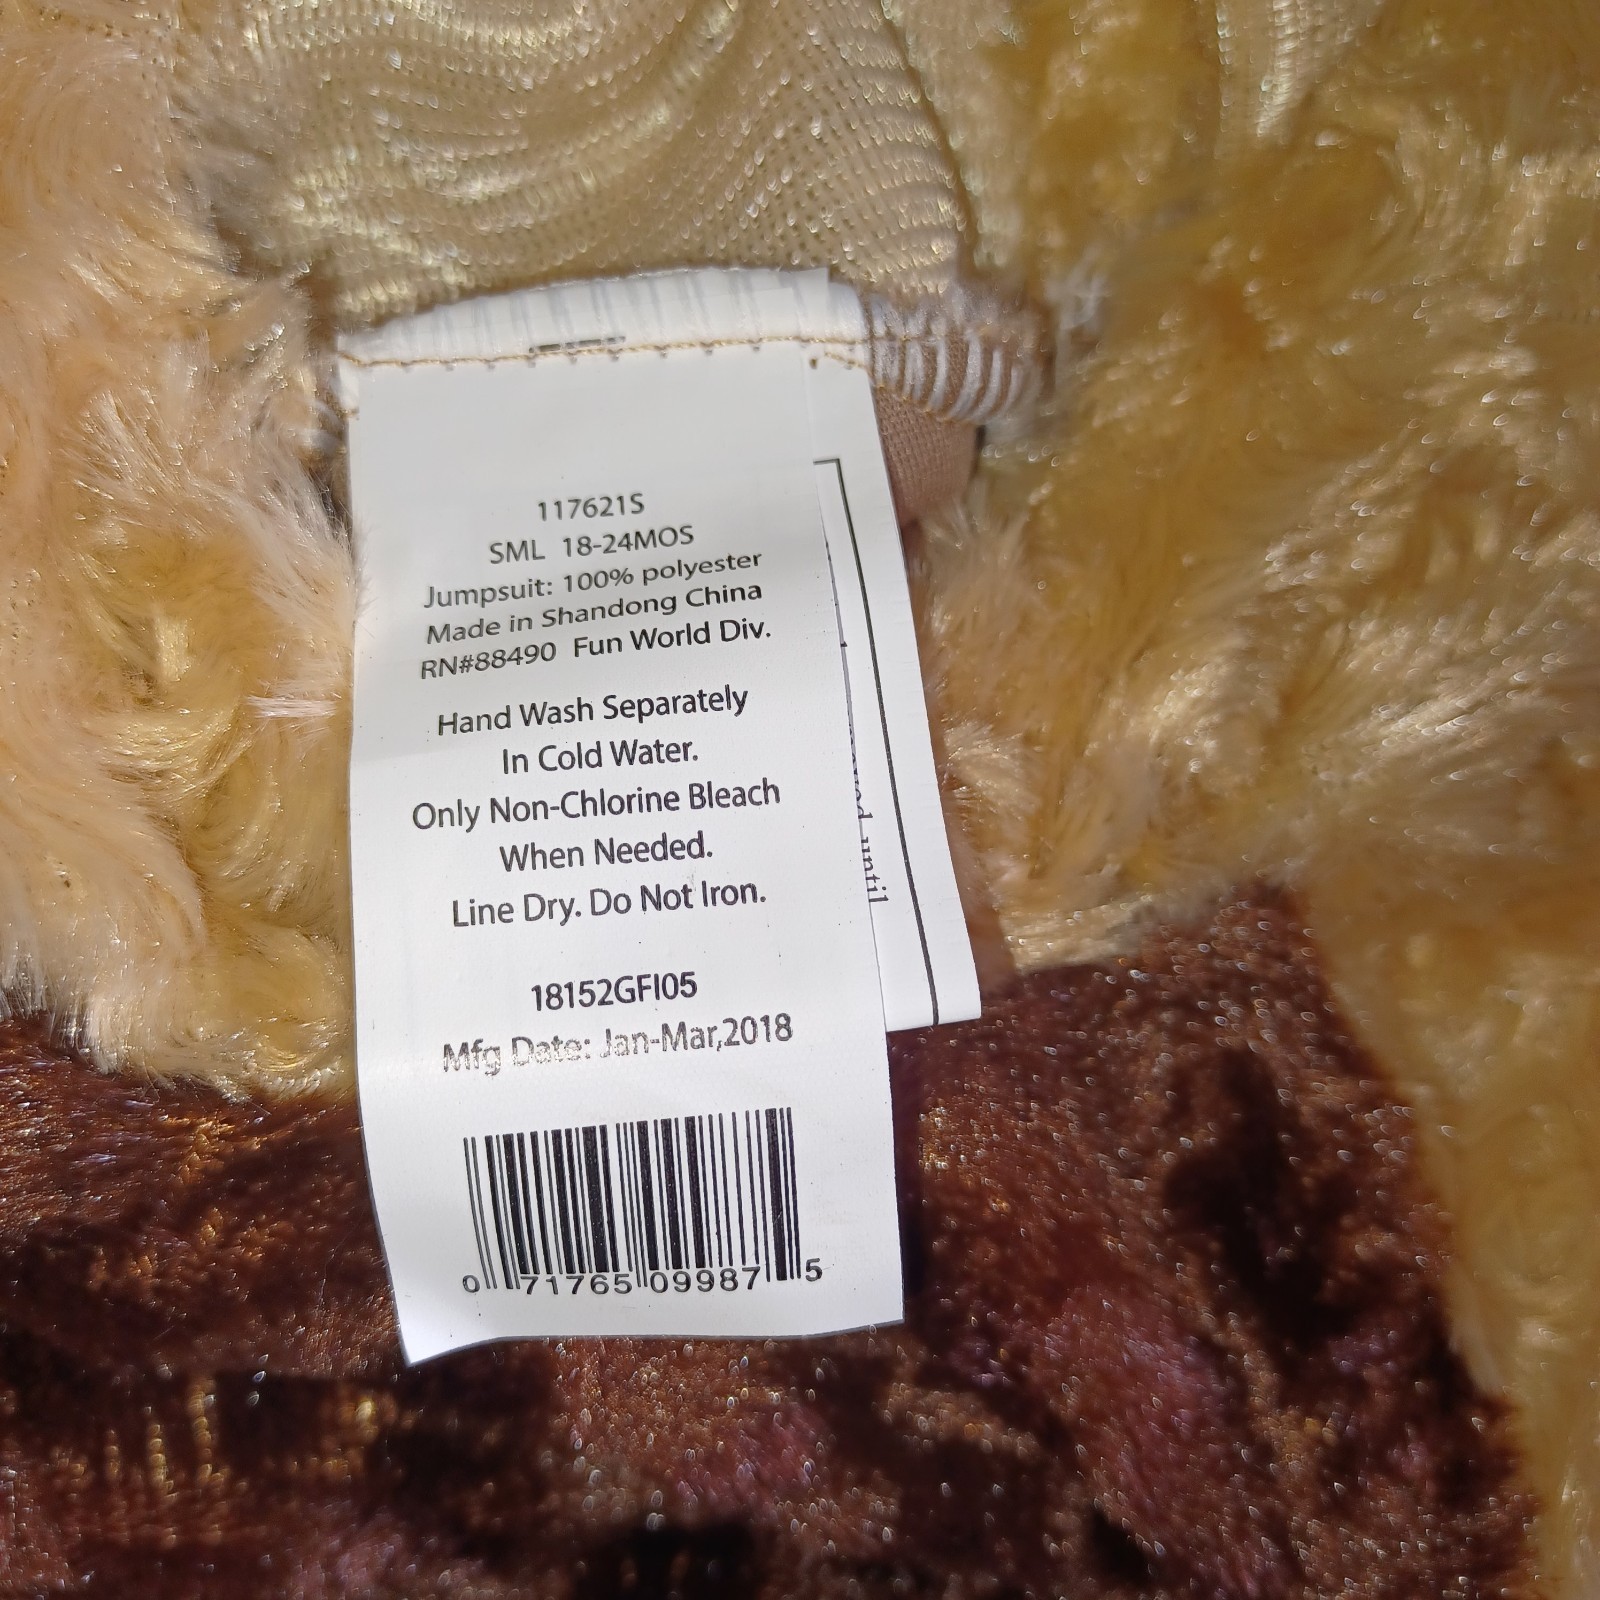 117621S
SML 18-24MOS
Jumpsuit: 100% polyester
Made in Shandong China
RN#88490 Fun World Div.
Hand Wash Separately
In Cold Water.
Only Non-Chlorine Bleach
When Needed.
Line Dry. Do Not Iron.
18152GFI05
Mfg Date: Jan-Mar,2018
0 71765 09987 5
until